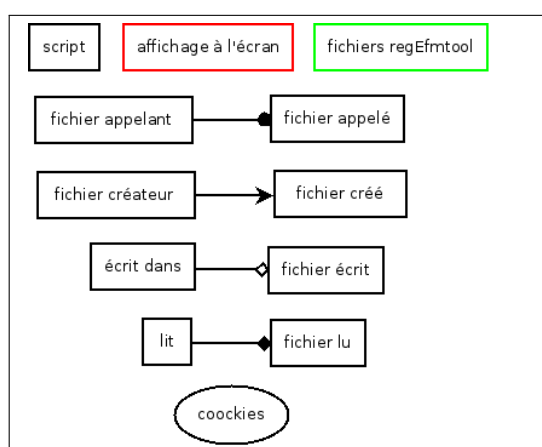 script
affichage à l'écran
fichiers regEfmtool
fichier appelant
fichier appelé
fichier créateur
fichier créé
écrit dans
fichier écrit
lit
fichier lu
coockies